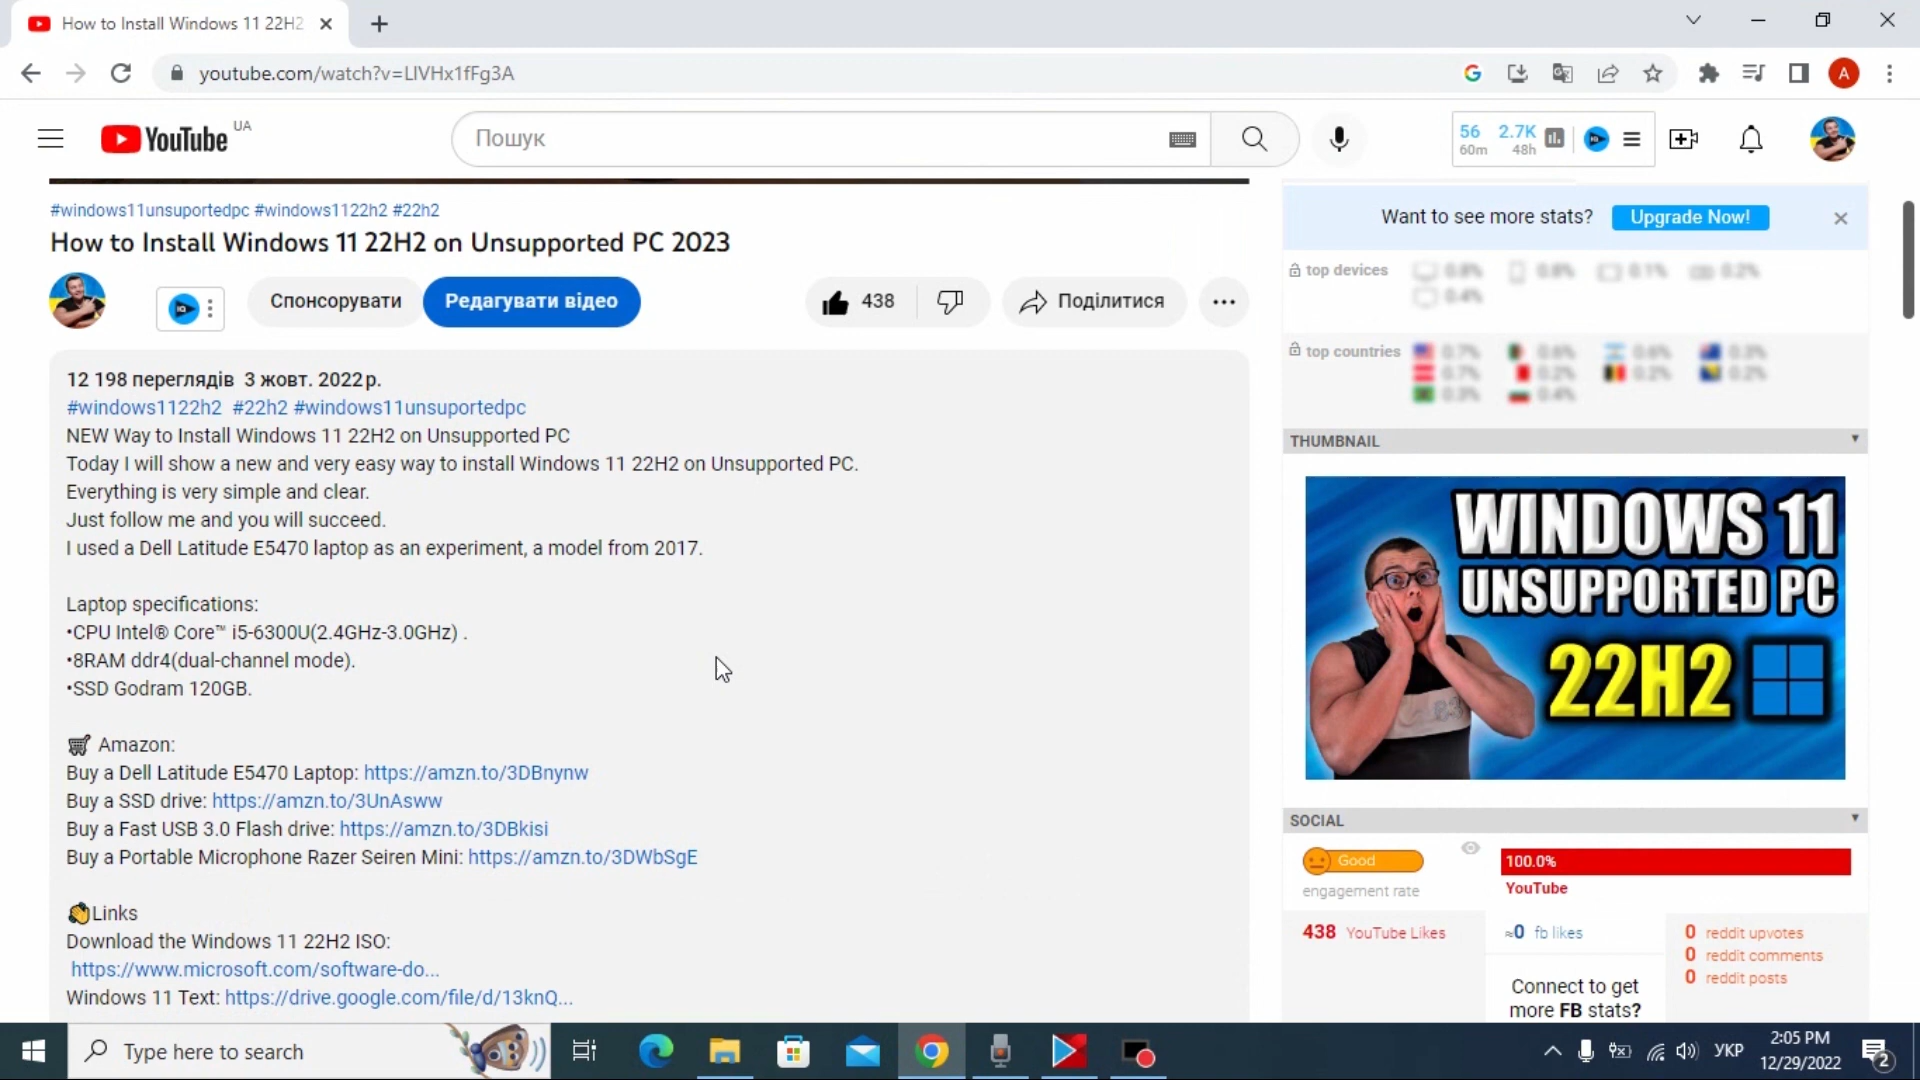 How to Install Windows 11 22H2
youtube.com/watch?v=LlVHx1fFg3A
A
YouTube UA
Пошук
56 2.7K
60m 48h
#windows11unsuportedpc #windows1122h2 #22h2
How to Install Windows 11 22H2 on Unsupported PC 2023
Спонсорувати
Редагувати відео
438
Поділитися
12 198 переглядів 3 жовт. 2022 р.
#windows1122h2 #22h2 #windows11unsuportedpc
NEW Way to Install Windows 11 22H2 on Unsupported PC
Today I will show a new and very easy way to install Windows 11 22H2 on Unsupported PC.
Everything is very simple and clear.
Just follow me and you will succeed.
I used a Dell Latitude E5470 laptop as an experiment, a model from 2017.
Laptop specifications:
•CPU Intel® Core™ i5-6300U(2.4GHz-3.0GHz) .
•8RAM ddr4(dual-channel mode).
•SSD Godram 120GB.
Amazon:
Buy a Dell Latitude E5470 Laptop: https://amzn.to/3DBnynw
Buy a SSD drive: https://amzn.to/3UnAsww
Buy a Fast USB 3.0 Flash drive: https://amzn.to/3DBkisi
Buy a Portable Microphone Razer Seiren Mini: https://amzn.to/3DWbSgE
Links
Download the Windows 11 22H2 ISO:
https://www.microsoft.com/software-do...
Windows 11 Text: https://drive.google.com/file/d/13knQ...
Want to see more stats? Upgrade Now!
top devices
top countries
THUMBNAIL
WINDOWS 11
UNSUPPORTED PC
22H2
SOCIAL
Good
engagement rate
100.0%
YouTube
438 YouTube Likes
≈0 fb likes
0 reddit upvotes
0 reddit comments
0 reddit posts
Connect to get
more FB stats?
Type here to search
УКР
2:05 PM
12/29/2022
2